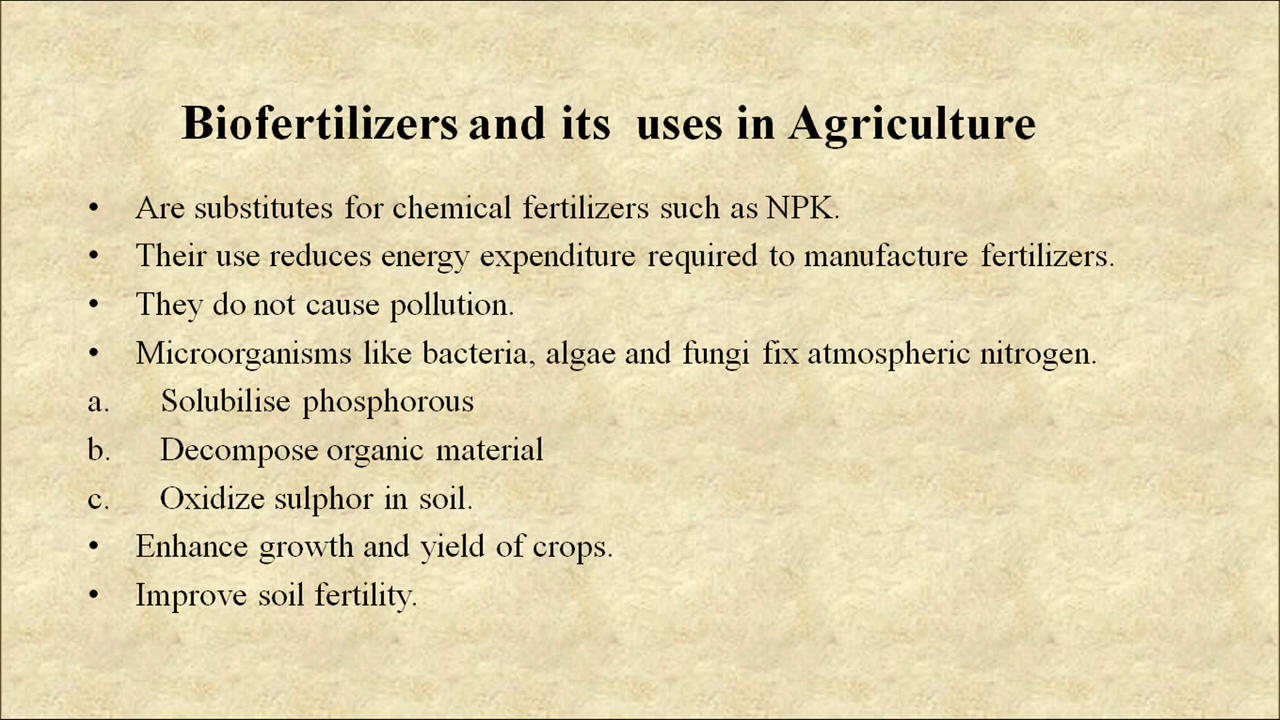 Biofertilizers and its uses in Agriculture
• Are substitutes for chemical fertilizers such as NPK.
• Their use reduces energy expenditure required to manufacture fertilizers.
• They do not cause pollution.
• Microorganisms like bacteria, algae and fungi fix atmospheric nitrogen.
a. Solubilise phosphorous
b. Decompose organic material
c. Oxidize sulphor in soil.
• Enhance growth and yield of crops.
• Improve soil fertility.